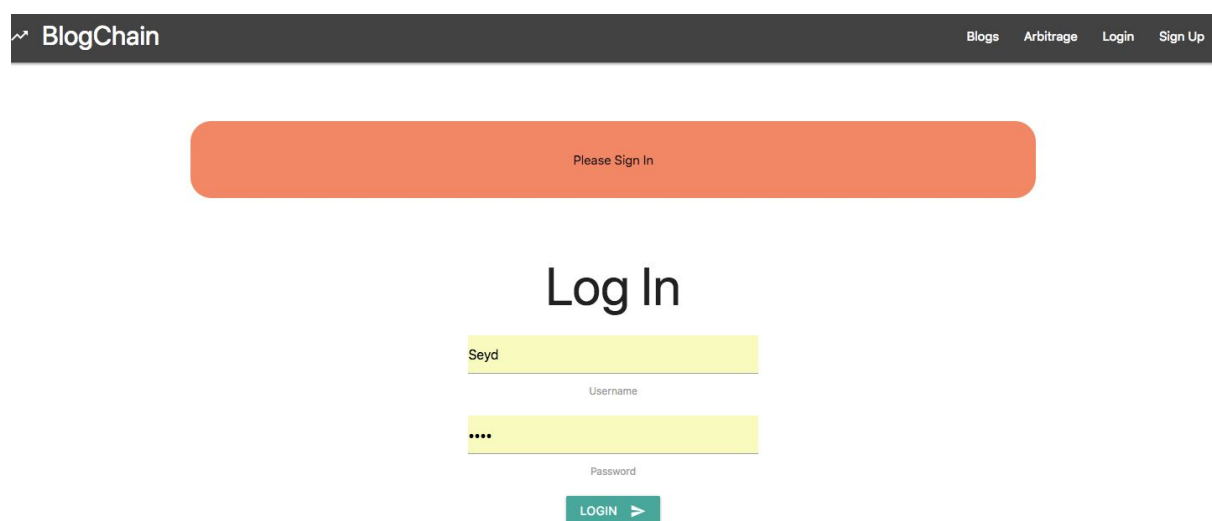 BlogChain
Blogs Arbitrage Login Sign Up
Please Sign In
Log In
Seyd
Username
••••
Password
LOGIN